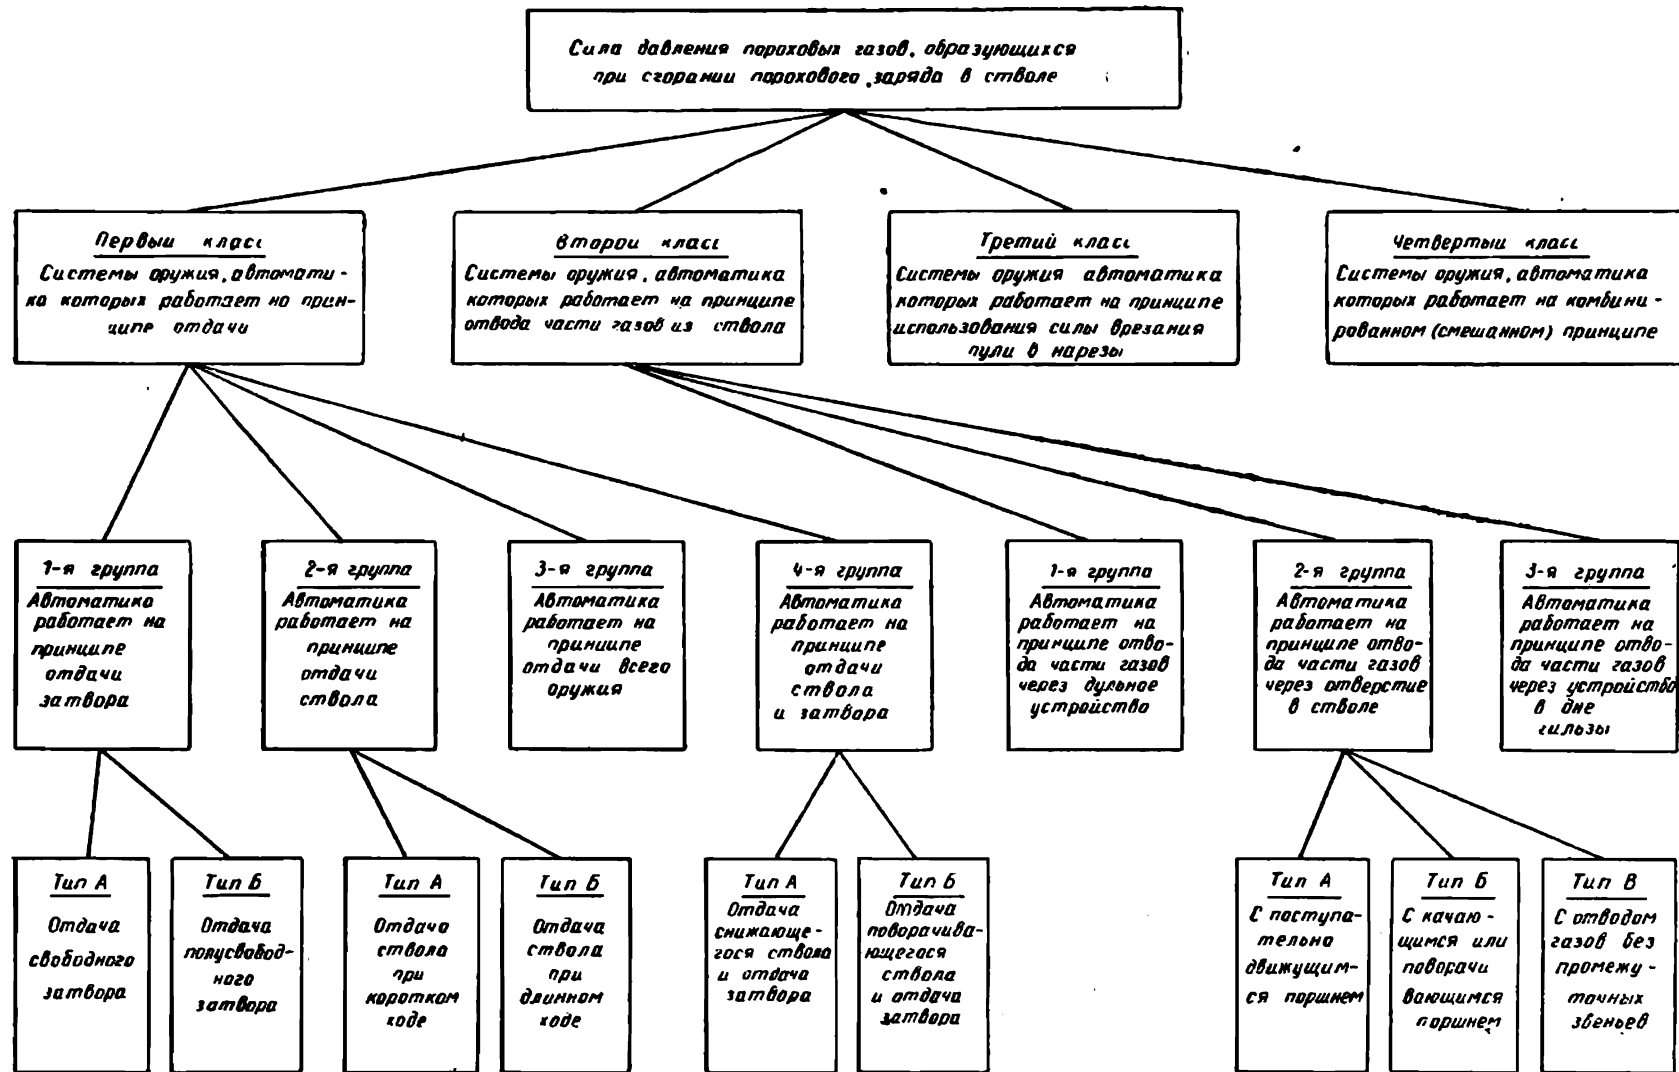 Сила давления пороховых газов, образующихся
при сгорании порохового заряда в стволе
Первый класс
Системы оружия, автомати-
ка которых работает на прин-
ципе отдачи
Второй класс
Системы оружия, автоматика
которых работает на принципе
отвода части газов из ствола
Третий класс
Системы оружия автоматика
которых работает на принципе
использования силы врезания
пули в нарезы
Четвертый класс
Системы оружия, автоматика
которых работает на комбини-
рованном (смешанном) принципе
1-я группа
Автоматика
работает на
принципе
отдачи
затвора
2-я группа
Автоматика
работает на
принципе
отдачи
ствола
3-я группа
Автоматика
работает на
принципе
отдачи всего
оружия
4-я группа
Автоматика
работает на
принципе
отдачи
ствола
и затвора
1-я группа
Автоматика
работает на
принципе отво-
да части газов
через дульное
устройство
2-я группа
Автоматика
работает на
принципе отво-
да части газов
через отверстие
в стволе
3-я группа
Автоматика
работает на
принципе отво-
да части газов
через устройство
в дне
гильзы
Тип А
Отдача
свободного
затвора
Тип Б
Отдача
полусвобод-
ного
затвора
Тип А
Отдача
ствола
при
коротком
ходе
Тип Б
Отдача
ствола
при
длинном
ходе
Тип А
Отдача
снижающе-
гося ствола
и отдача
затвора
Тип Б
Отдача
поворачива-
ющегося
ствола
и отдача
затвора
Тип А
С поступа-
тельно
движущим-
ся поршнем
Тип Б
С качаю-
щимся или
поворачи
вающимся
поршнем
Тип В
С отводом
газов без
промежу-
точных
звеньев